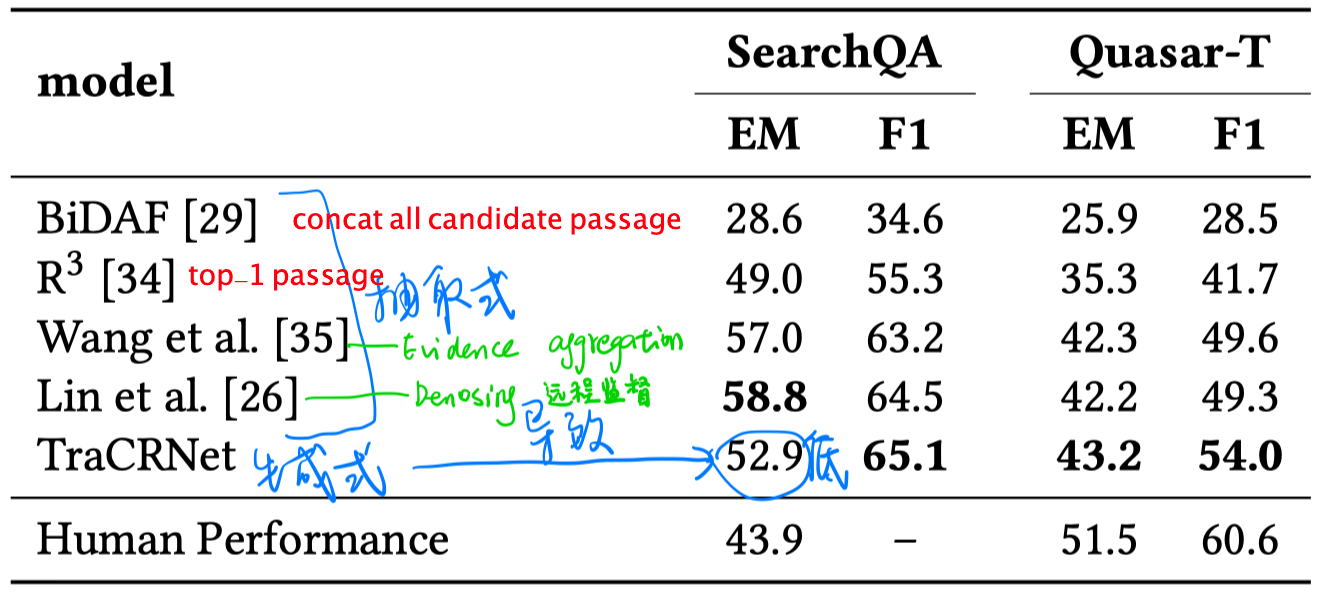 model SearchQA Quasar-T
EM F1 EM F1
BiDAF [29] concat all candidate passage 28.6 34.6 25.9 28.5
R³ [34] top_1 passage 49.0 55.3 35.3 41.7
抽取式
Wang et al. [35] Evidence aggregation 57.0 63.2 42.3 49.6
Lin et al. [26] Denosing 远程监督 58.8 64.5 42.2 49.3
导致
TraCRNet 生成式 52.9 低 65.1 43.2 54.0
Human Performance 43.9 – 51.5 60.6